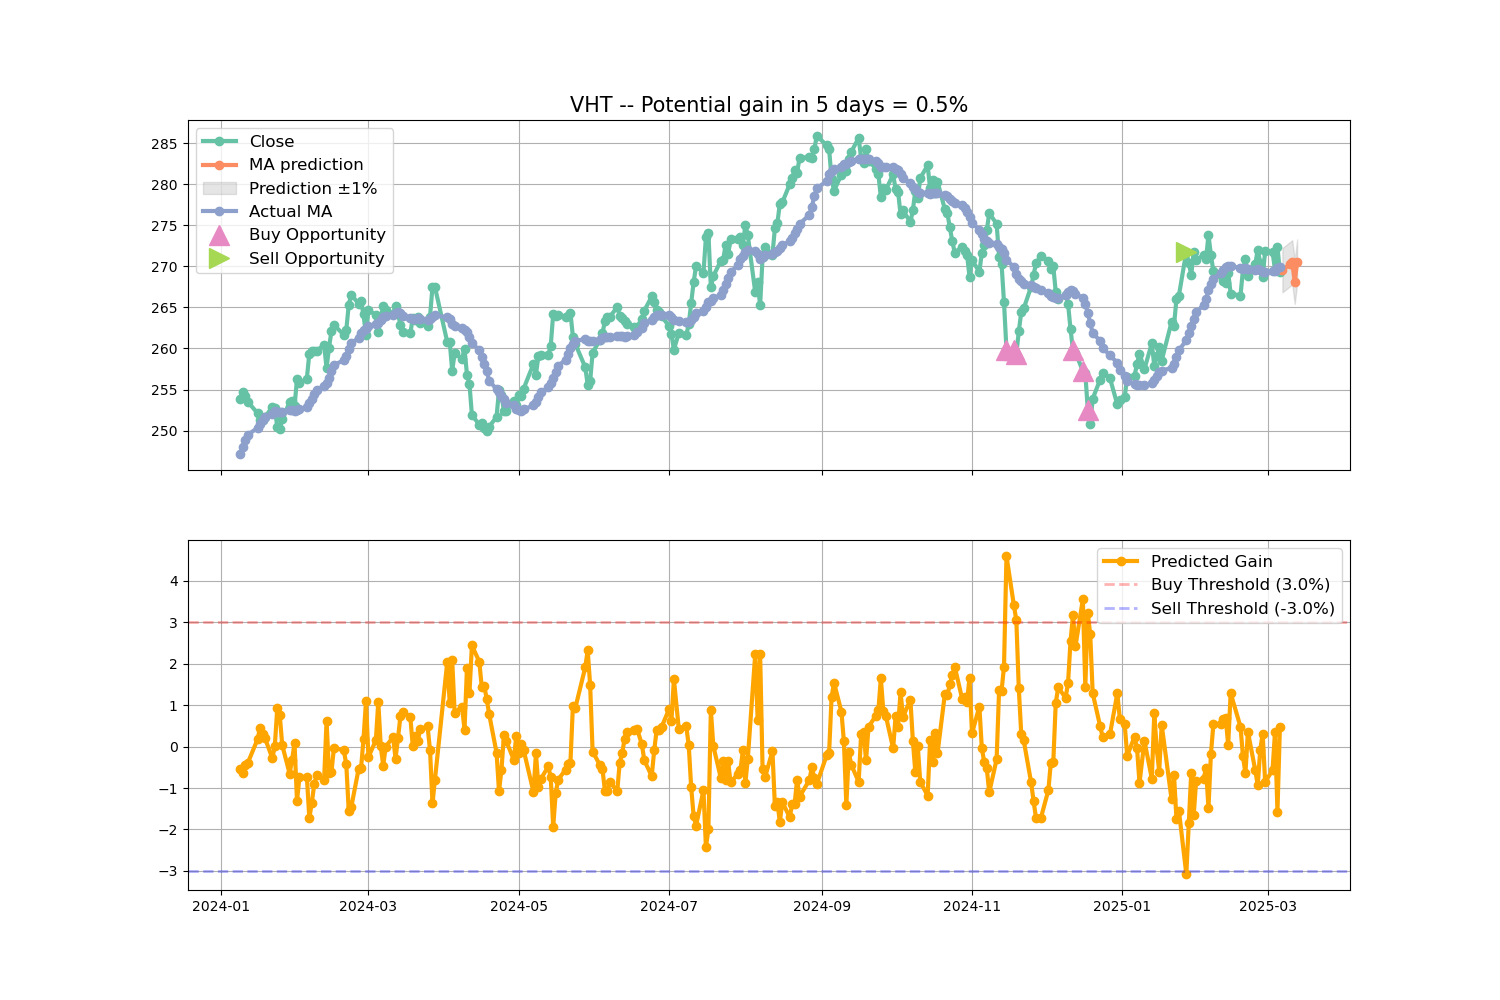 VHT -- Potential gain in 5 days = 0.5%
Close
MA prediction
Prediction ±1%
Actual MA
Buy Opportunity
Sell Opportunity
285
280
275
270
265
260
255
250
Predicted Gain
Buy Threshold (3.0%)
Sell Threshold (-3.0%)
4
3
2
1
0
−1
−2
−3
2024-01 2024-03 2024-05 2024-07 2024-09 2024-11 2025-01 2025-03